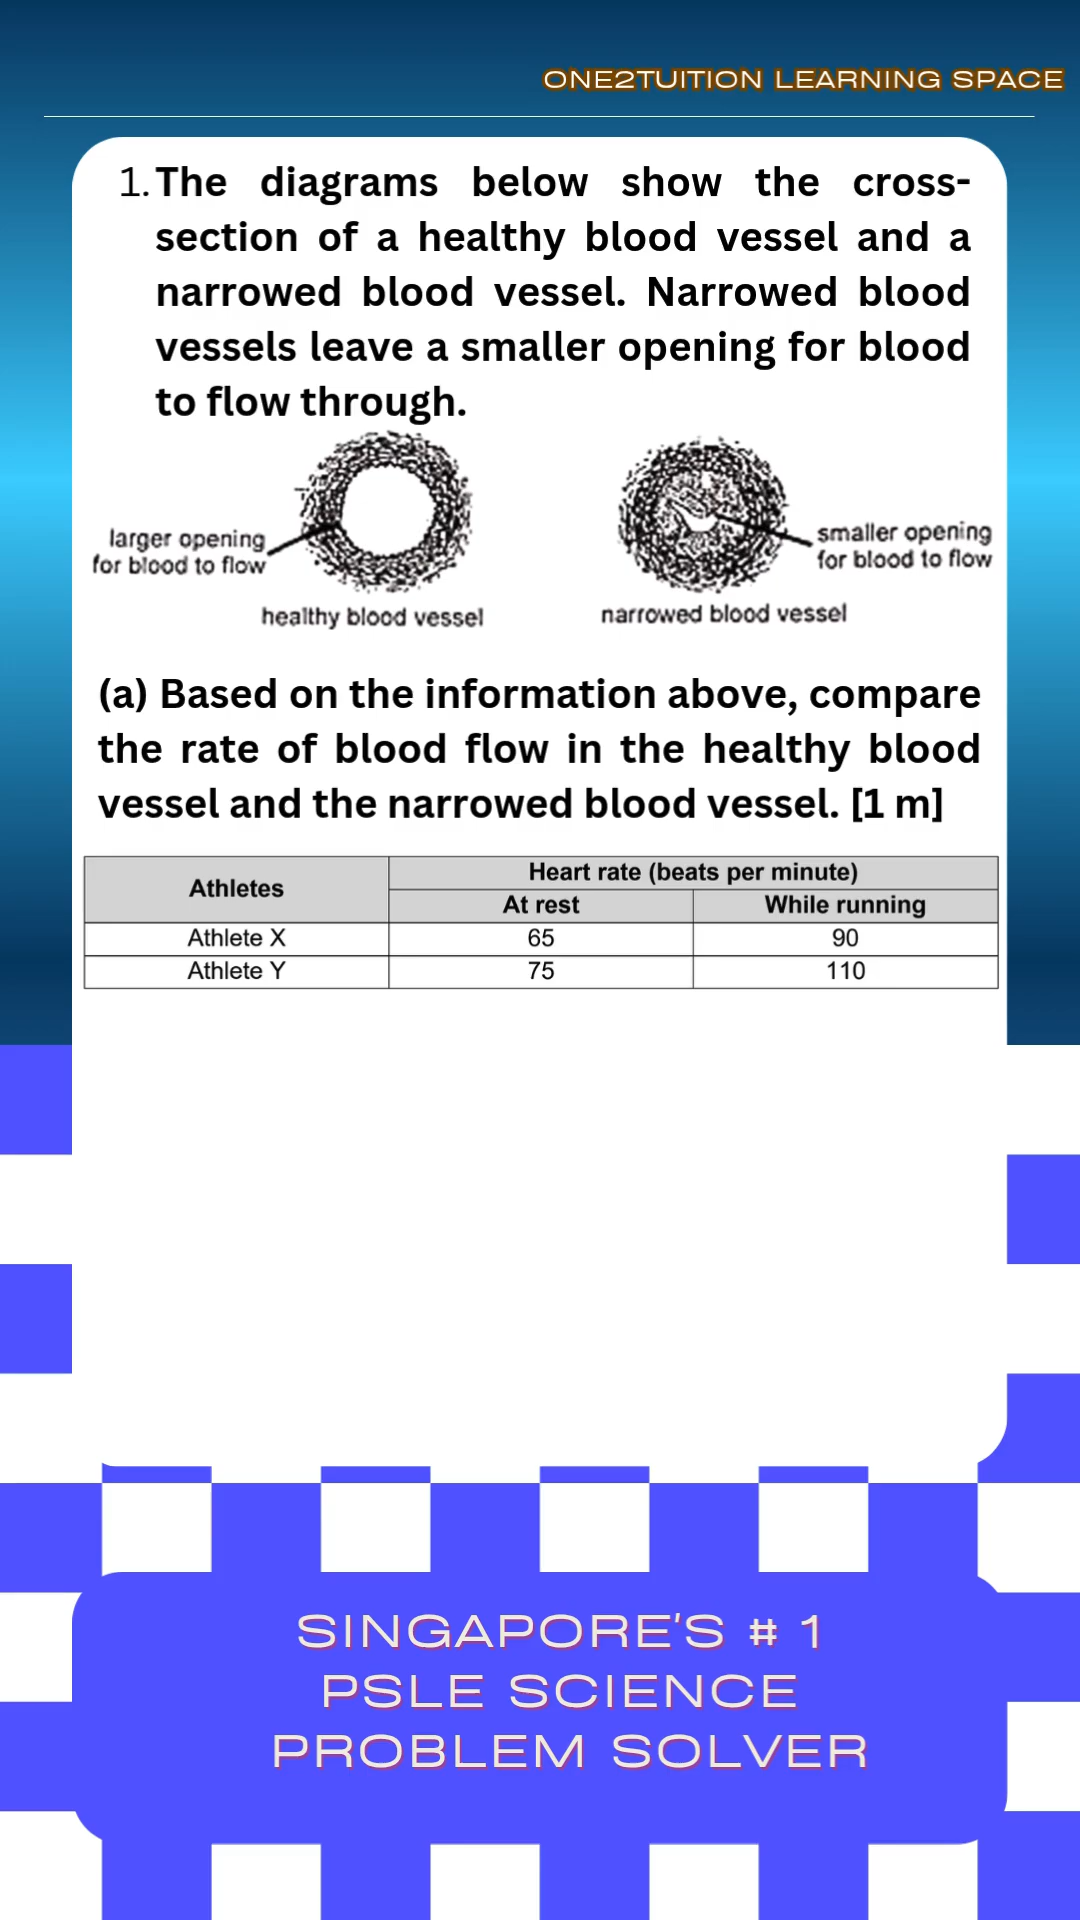 ONE2TUITION LEARNING SPACE
1. The diagrams below show the cross-
section of a healthy blood vessel and a
narrowed blood vessel. Narrowed blood
vessels leave a smaller opening for blood
to flow through.
larger opening
for blood to flow
healthy blood vessel
smaller opening
for blood to flow
narrowed blood vessel
(a) Based on the information above, compare
the rate of blood flow in the healthy blood
vessel and the narrowed blood vessel. [1 m]
Athletes
Heart rate (beats per minute)
At rest While running
Athlete X 65 90
Athlete Y 75 110
SINGAPORE'S # 1
PSLE SCIENCE
PROBLEM SOLVER